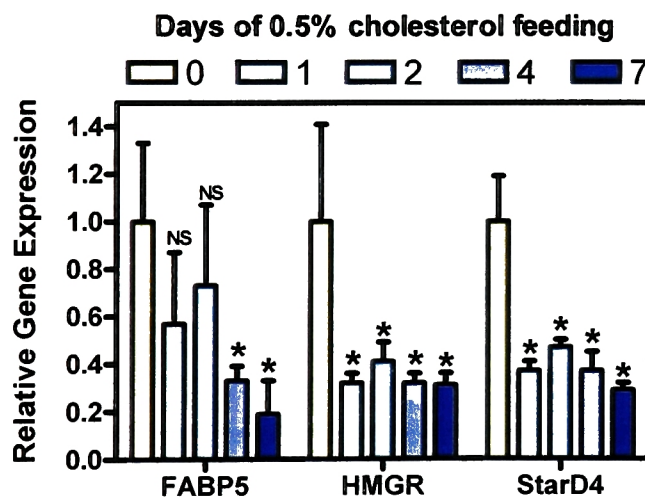 Days of 0.5% cholesterol feeding
0 1 2 4 7
Relative Gene Expression
1.4
1.2
1.0
0.8
0.6
0.4
0.2
0.0
NS NS * *
* * * *
* * * *
FABP5 HMGR StarD4